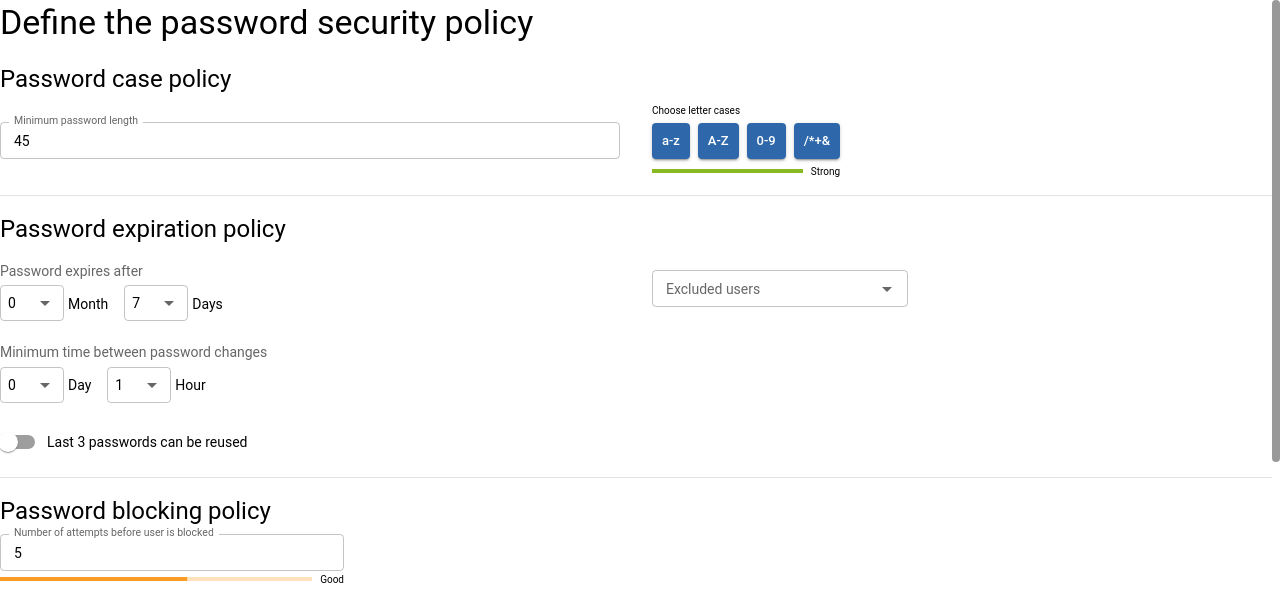 Define the password security policy
Password case policy
Minimum password length
45
Choose letter cases
a-z A-Z 0-9 /*+&
Strong
Password expiration policy
Password expires after
0 Month 7 Days
Excluded users
Minimum time between password changes
0 Day 1 Hour
Last 3 passwords can be reused
Password blocking policy
Number of attempts before user is blocked
5
Good